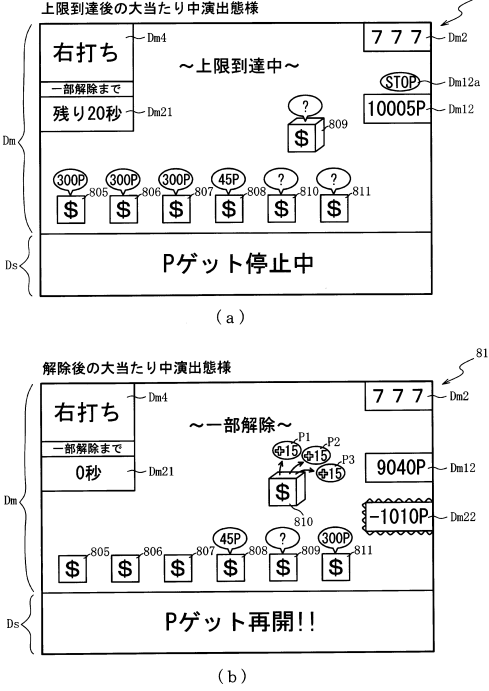 上限到達後の大当たり中演出態様
右打ち
Dm4
～上限到達中～
7 7 7
Dm2
一部解除まで
残り20秒
Dm21
STOP
Dm12a
10005P
Dm12
?
$
809
Dm
300P
300P
300P
45P
?
?
$
805
$
806
$
807
$
808
$
810
$
811
Ds
Pゲット停止中
(a)
解除後の大当たり中演出態様
81
右打ち
Dm4
～一部解除～
7 7 7
Dm2
一部解除まで
0秒
Dm21
+15
P1
+15
P2
+15
P3
$
810
9040P
Dm12
-1010P
Dm22
Dm
45P
?
300P
$
805
$
806
$
807
$
808
$
809
$
811
Ds
Pゲット再開!!
(b)